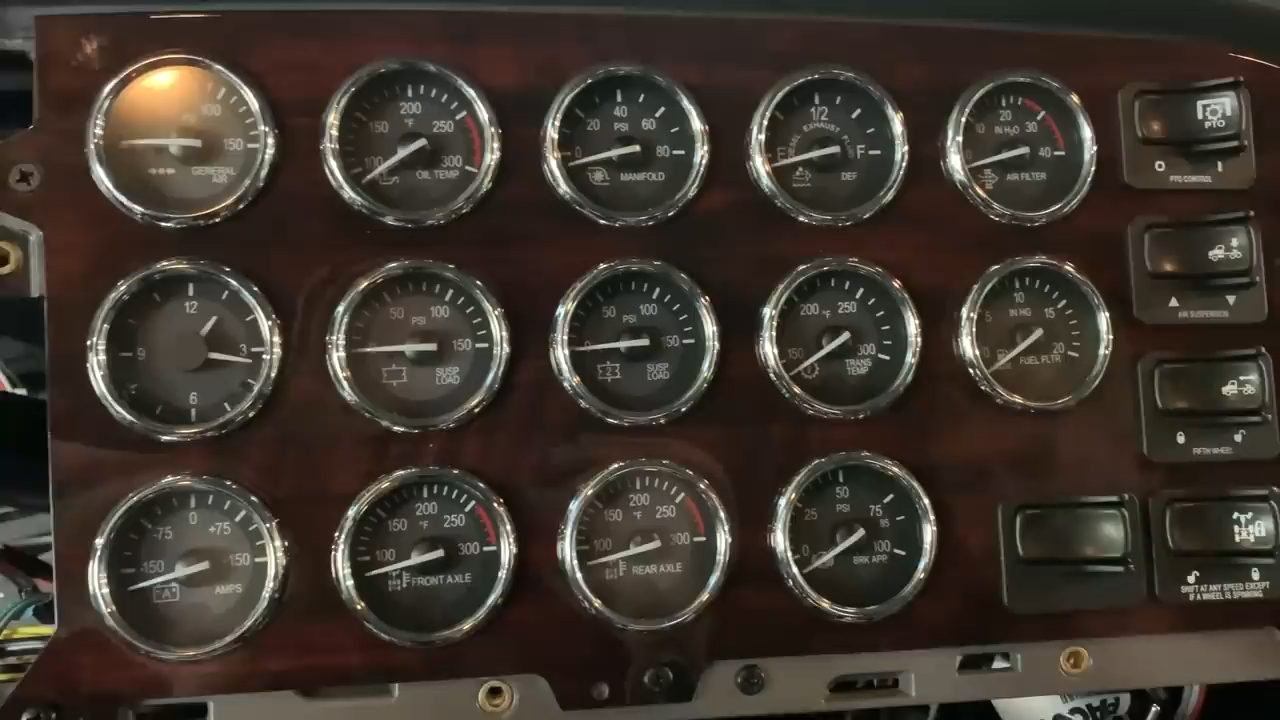 100
150
GENERAL
AIR
200
150 °F 250
100 300
OIL TEMP
40
20 PSI 60
0 80
MANIFOLD
1/2
DIESEL EXHAUST FLUID
E F
DEF
20
10 IN H2O 30
0 40
AIR FILTER
PTO
O I
PTO CONTROL
12
9 3
6
50 100
PSI
0 150
SUSP
LOAD
50 100
PSI
0 150
2
SUSP
LOAD
200 °F 250
150 300
TRANS
TEMP
10
5 IN HG 15
0 20
FUEL FLTR
AIR SUSPENSION
FIFTH WHEEL
0
-75 +75
-150 150
A
AMPS
200
150 °F 250
100 300
FRONT AXLE
200
150 °F 250
100 300
REAR AXLE
50
25 PSI 75
85
0 100
BRK APP
SHIFT AT ANY SPEED EXCEPT
IF A WHEEL IS SPINNING